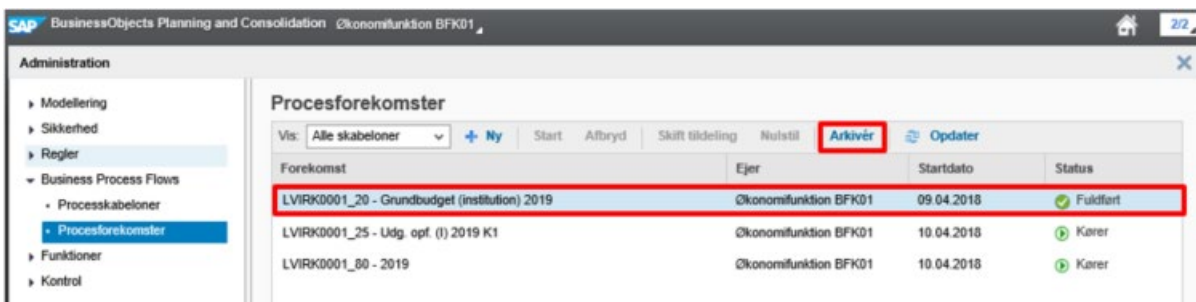 SAP BusinessObjects Planning and Consolidation Økonomifunktion BFK01 2/2
Administration
Modellering
Sikkerhed
Regler
Business Process Flows
Processkabeloner
Procesforekomster
Funktioner
Kontrol
Procesforekomster
Vis: Alle skabeloner Ny Start Afbryd Skift tildeling Nulstil Arkivér Opdater
Forekomst Ejer Startdato Status
LVIRK0001_20 - Grundbudget (institution) 2019 Økonomifunktion BFK01 09.04.2018 Fuldført
LVIRK0001_25 - Udg. opf. (I) 2019 K1 Økonomifunktion BFK01 10.04.2018 Kører
LVIRK0001_80 - 2019 Økonomifunktion BFK01 10.04.2018 Kører